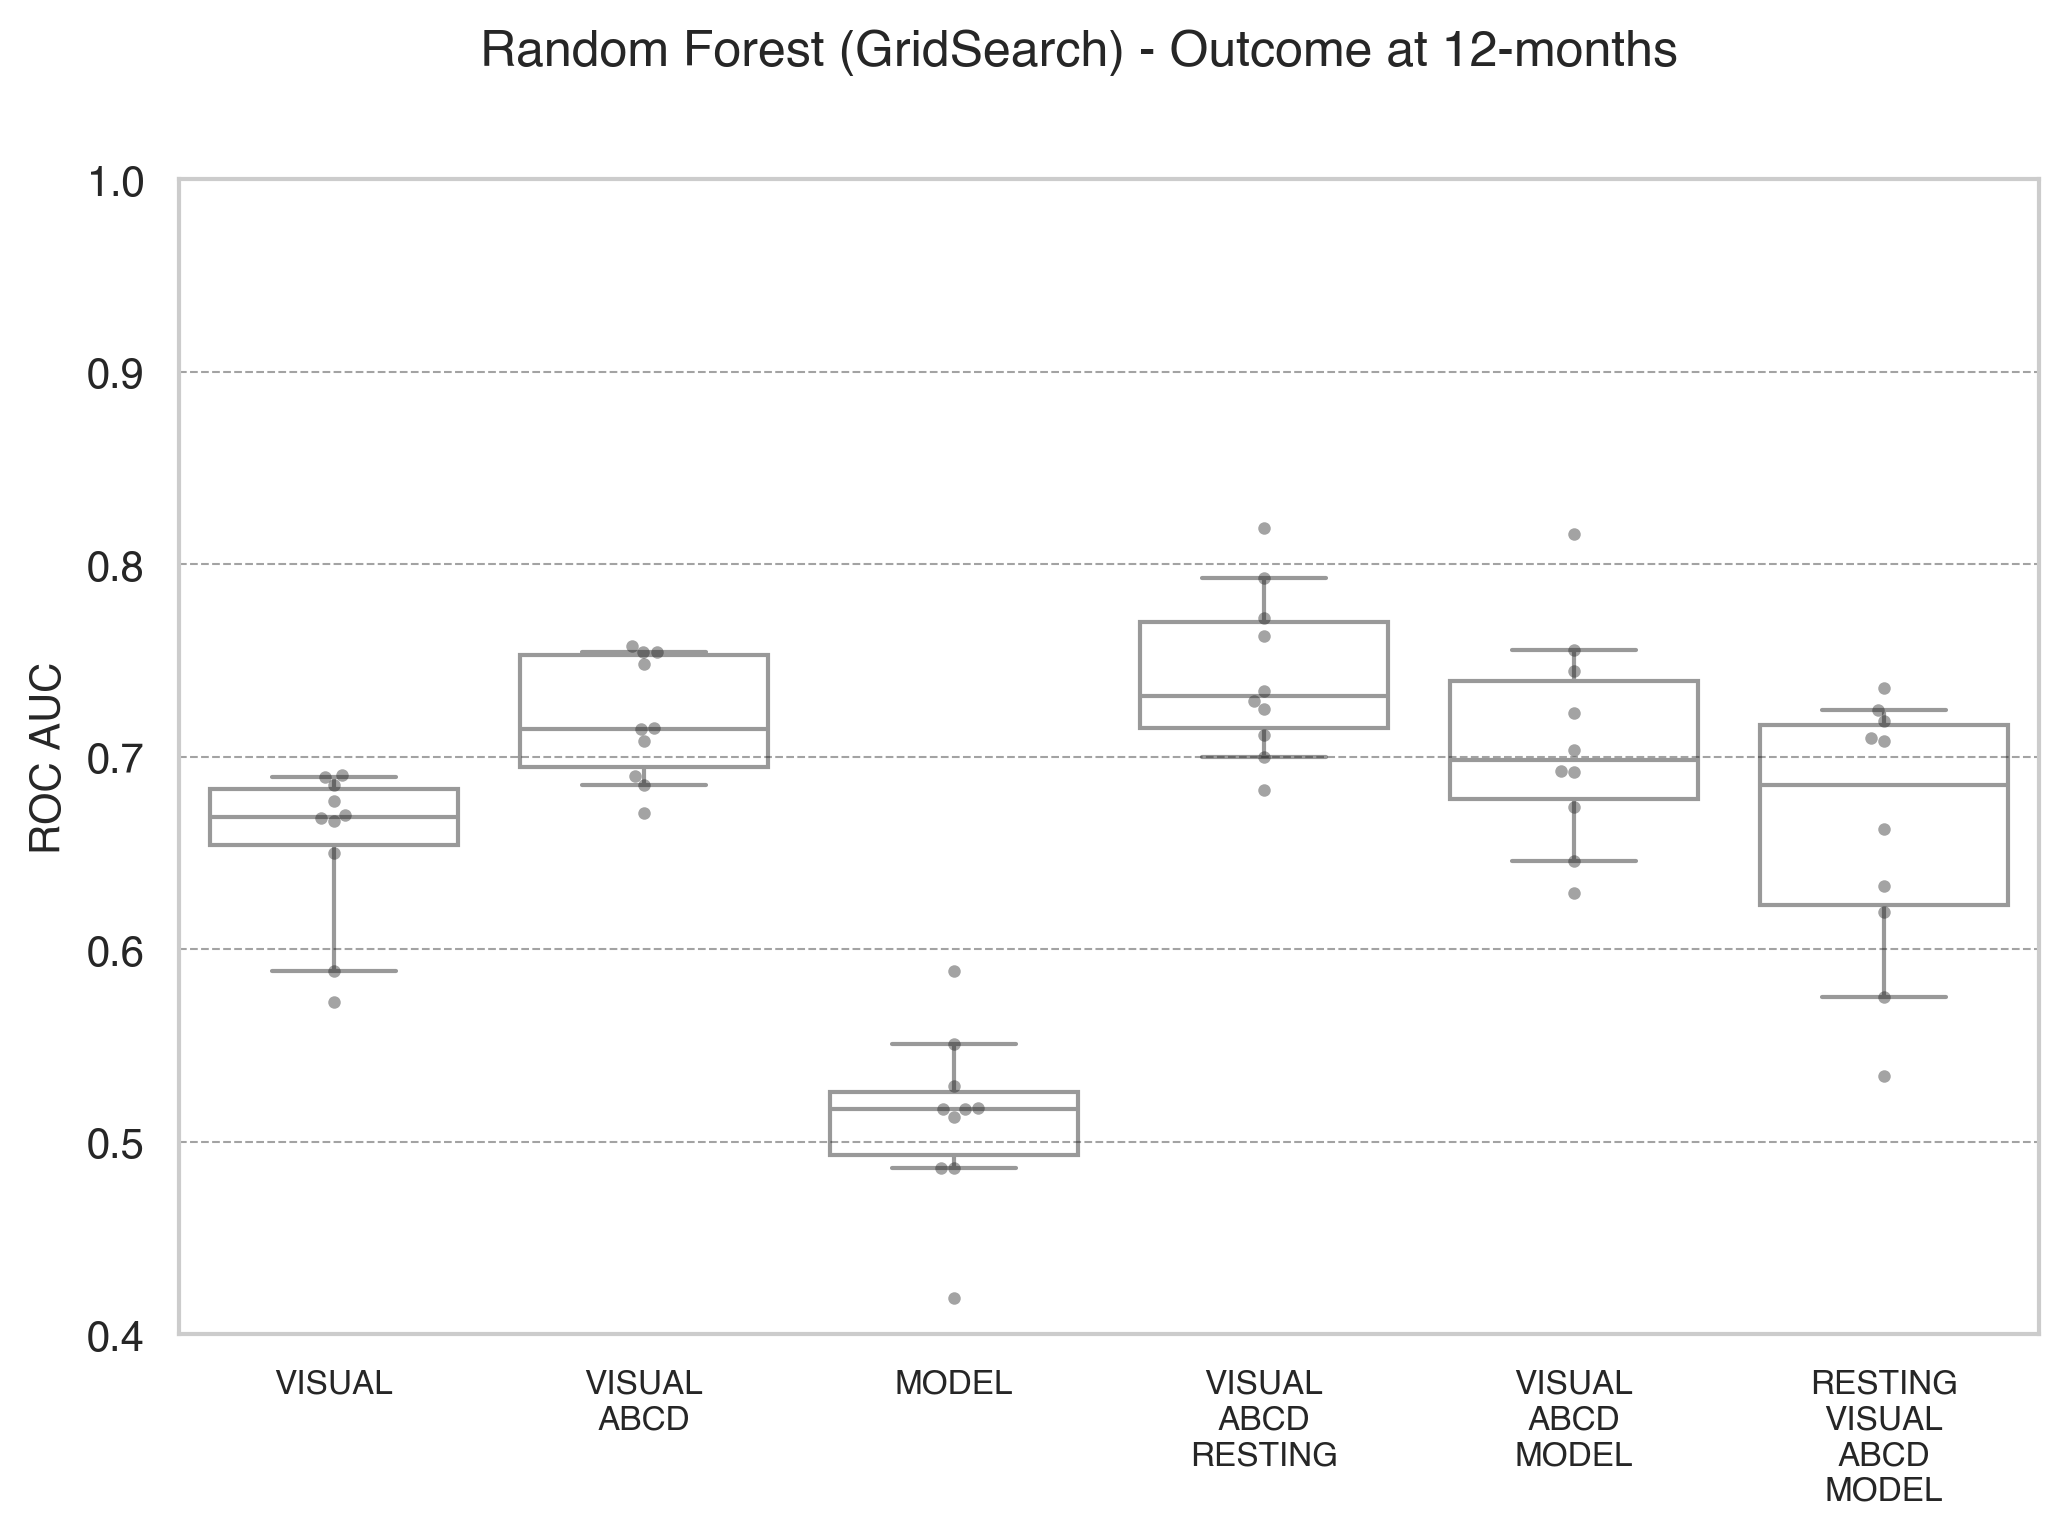 Random Forest (GridSearch) - Outcome at 12-months
1.0
0.9
0.8
0.7
0.6
0.5
0.4
ROC AUC
VISUAL
VISUAL
ABCD
MODEL
VISUAL
ABCD
RESTING
VISUAL
ABCD
MODEL
RESTING
VISUAL
ABCD
MODEL